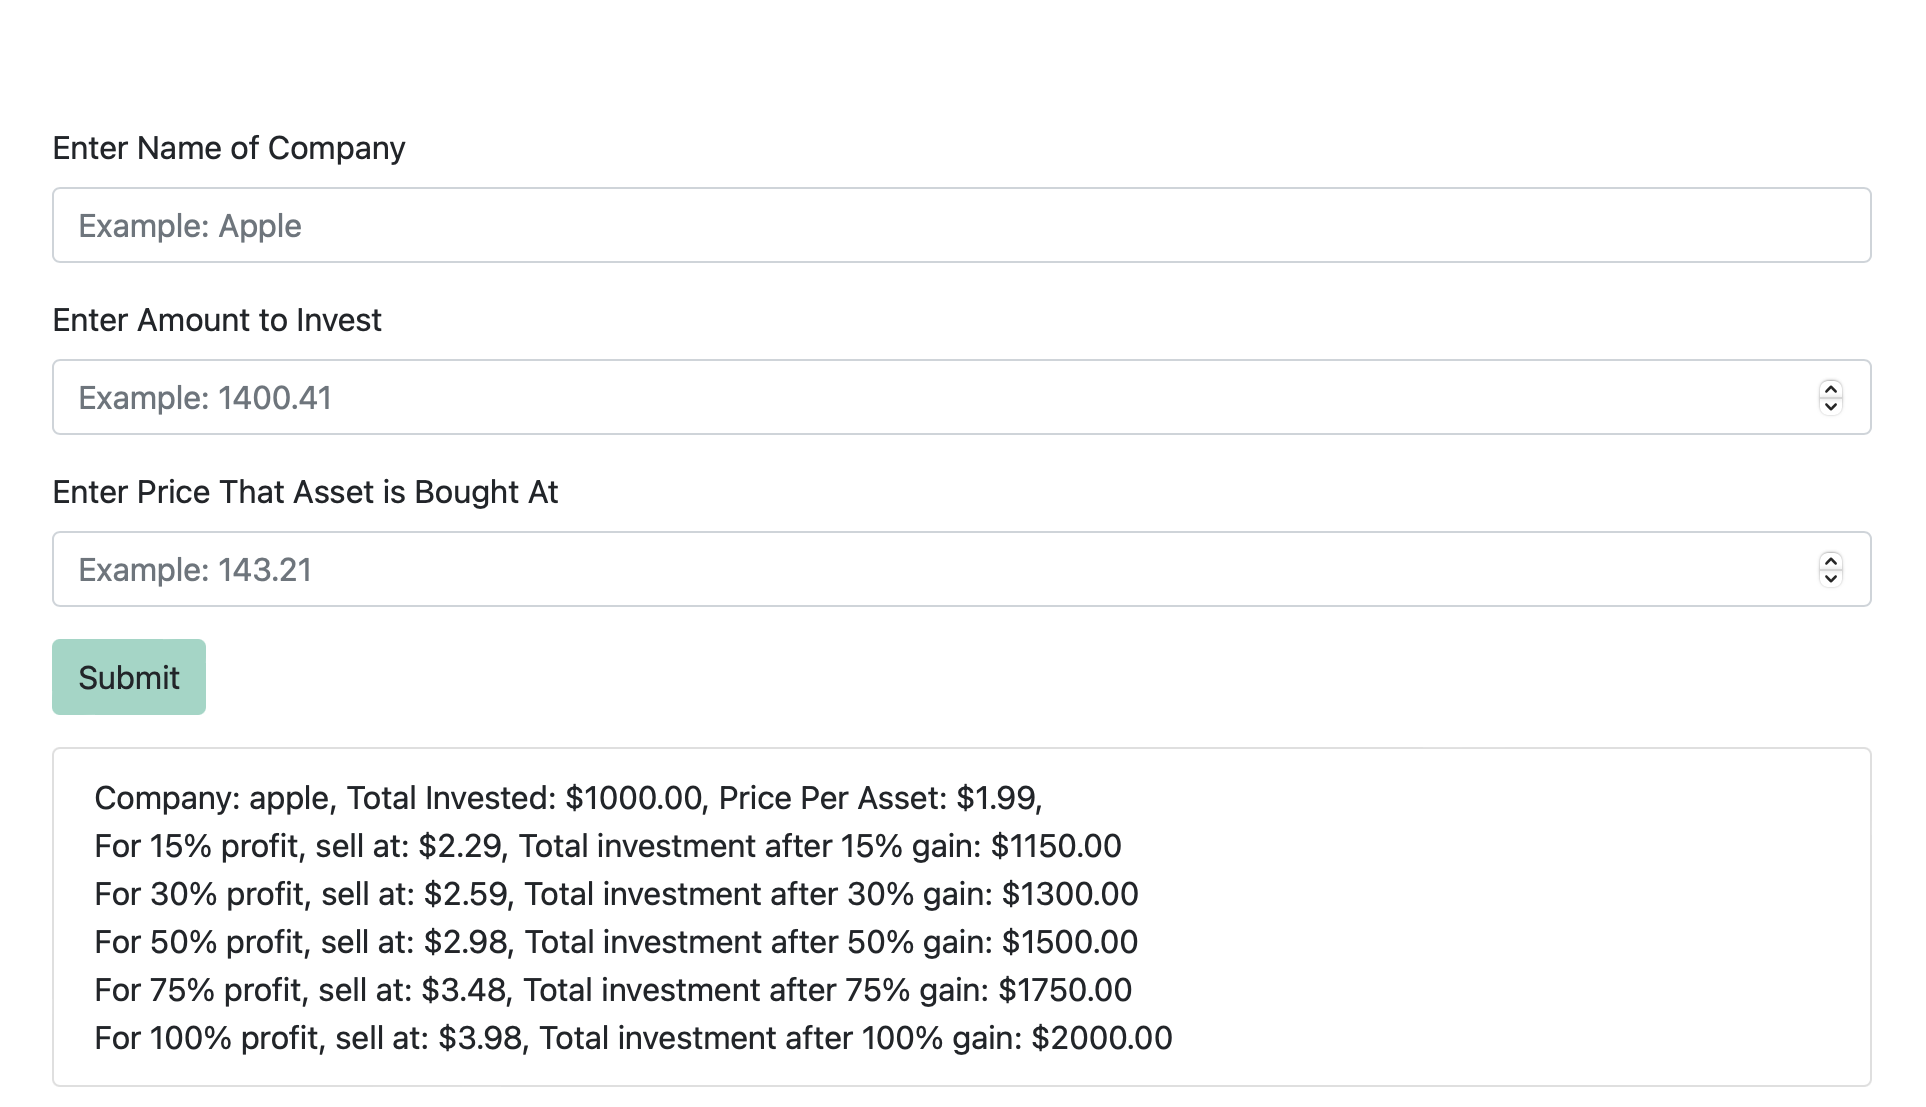 Enter Name of Company
Example: Apple
Enter Amount to Invest
Example: 1400.41
Enter Price That Asset is Bought At
Example: 143.21
Submit
Company: apple, Total Invested: $1000.00, Price Per Asset: $1.99,
For 15% profit, sell at: $2.29, Total investment after 15% gain: $1150.00
For 30% profit, sell at: $2.59, Total investment after 30% gain: $1300.00
For 50% profit, sell at: $2.98, Total investment after 50% gain: $1500.00
For 75% profit, sell at: $3.48, Total investment after 75% gain: $1750.00
For 100% profit, sell at: $3.98, Total investment after 100% gain: $2000.00